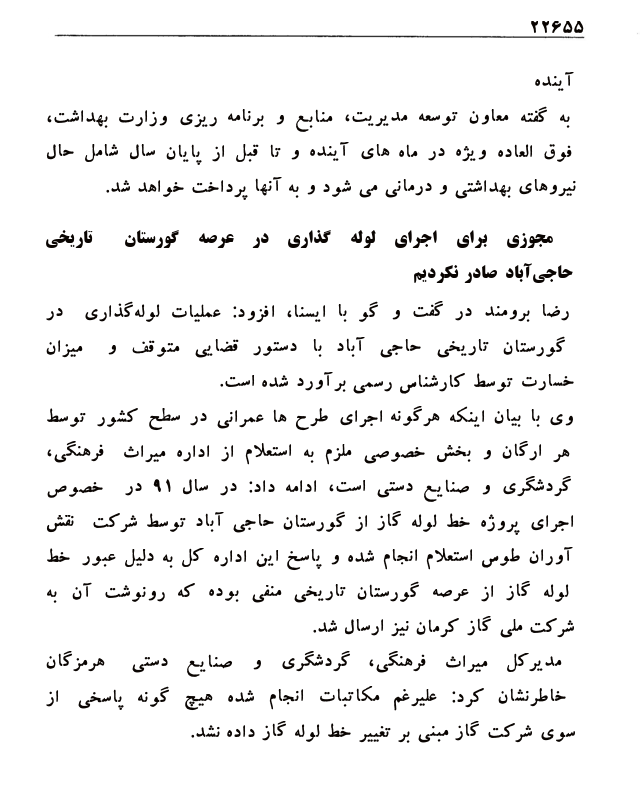 ۲۲۶۵۵
آینده
به گفته معاون توسعه مدیریت، منابع و برنامه ریزی وزارت بهداشت،
فوق العاده ویژه در ماه های آینده و تا قبل از پایان سال شامل حال
نیروهای بهداشتی و درمانی می شود و به آنها پرداخت خواهد شد.
مجوزی برای اجرای لوله گذاری در عرصه گورستان تاریخی
حاجی‌آباد صادر نکردیم
رضا برومند در گفت و گو با ایسنا، افزود: عملیات لوله‌گذاری در
گورستان تاریخی حاجی آباد با دستور قضایی متوقف و میزان
خسارت توسط کارشناس رسمی برآورد شده است.
وی با بیان اینکه هرگونه اجرای طرح ها عمرانی در سطح کشور توسط
هر ارگان و بخش خصوصی ملزم به استعلام از اداره میراث فرهنگی،
گردشگری و صنایع دستی است، ادامه داد: در سال ۹۱ در خصوص
اجرای پروژه خط لوله گاز از گورستان حاجی آباد توسط شرکت نقش
آوران طوس استعلام انجام شده و پاسخ این اداره کل به دلیل عبور خط
لوله گاز از عرصه گورستان تاریخی منفی بوده که رونوشت آن به
شرکت ملی گاز کرمان نیز ارسال شد.
مدیرکل میراث فرهنگی، گردشگری و صنایع دستی هرمزگان
خاطرنشان کرد: علیرغم مکاتبات انجام شده هیچ گونه پاسخی از
سوی شرکت گاز مبنی بر تغییر خط لوله گاز داده نشد.